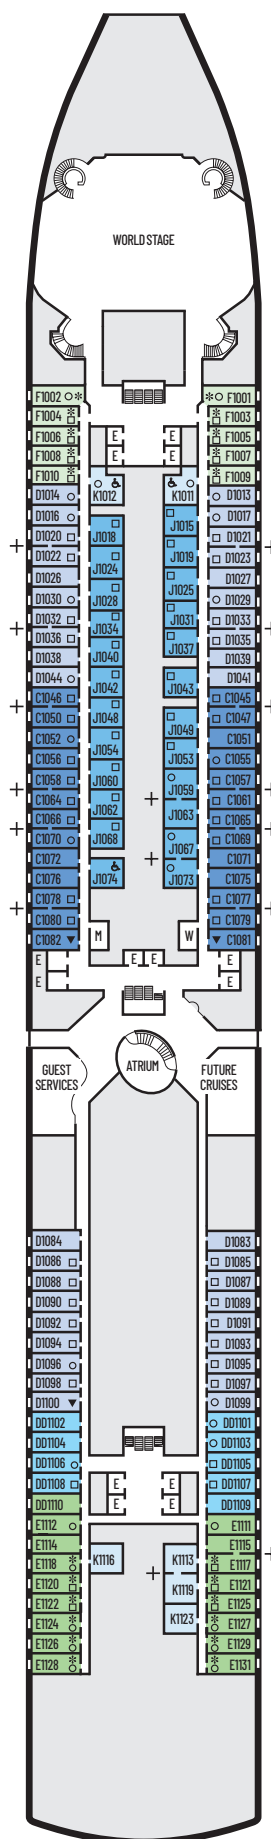 WORLD STAGE
F1002 F1001
F1004 F1003
E
E
F1006 F1005
F1008 E
E
F1007
F1010 F1009
D1014 K1012 K1011 D1013
D1016 J1015 D1017
D1020 J1018 D1021
D1022 J1024 J1019 D1023
D1026 J1028 J1025 D1027
D1030 J1034 J1031 D1029
D1032 D1033
D1036 J1040 J1037 D1035
D1038 D1039
D1044 J1042 J1043 D1041
C1046 C1045
C1050 J1048 J1049 C1047
C1052 J1054 J1053 C1051
C1056 C1055
C1058 J1060 J1059 C1057
C1064 J1062 J1063 C1061
C1066 C1065
C1070 J1068 J1067 C1069
C1072 C1071
C1076 J1074 J1073 C1075
C1078 C1077
C1080 M W C1079
C1082 C1081
E E E E
E E
GUEST
SERVICES
ATRIUM
FUTURE
CRUISES
D1084 D1083
D1086 D1085
D1088 D1087
D1090 D1089
D1092 D1091
D1094 D1093
D1096 D1095
D1098 D1097
D1100 D1099
DD1102 DD1101
DD1104 DD1103
DD1106 DD1105
DD1108 E E DD1107
DD1110 E E DD1109
E1112 E1111
E1114 E1115
E1118 K1116 K1113 E1117
E1120 K1119 E1121
E1122 E1125
E1124 K1123 E1127
E1126 E1129
E1128 E1131